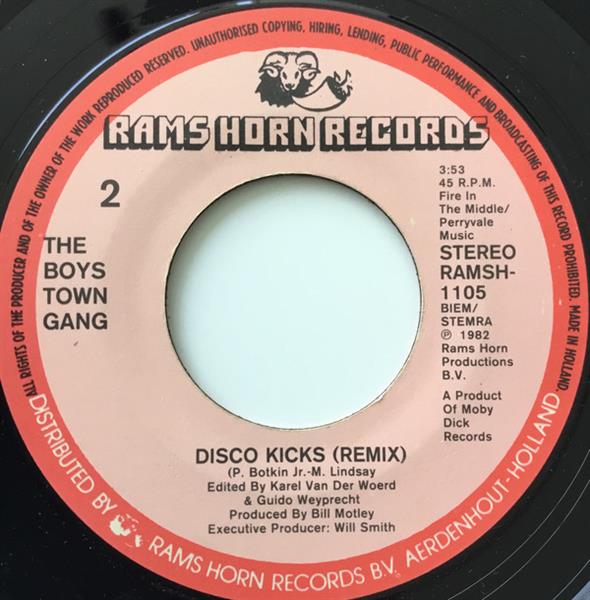 ALL RIGHTS OF THE PRODUCER AND OF THE OWNER OF THE WORK REPRODUCED RESERVED. UNAUTHORISED COPYING, HIRING, LENDING, PUBLIC PERFORMANCE AND BROADCASTING OF THIS RECORD PROHIBITED. MADE IN HOLLAND.
RAMS HORN RECORDS
2
THE
BOYS
TOWN
GANG
3:53
45 R.P.M.
Fire In
The Middle/
Perryvale
Music
STEREO
RAMSH-
1105
BIEM/
STEMRA
℗ 1982
Rams Horn
Productions
B.V.
A Product
Of Moby
Dick
Records
DISCO KICKS (REMIX)
(P. Botkin Jr.-M. Lindsay
Edited By Karel Van Der Woerd
& Guido Weyprecht
Produced By Bill Motley
Executive Producer: Will Smith
DISTRIBUTED BY RAMS HORN RECORDS B.V. AERDENHOUT-HOLLAND